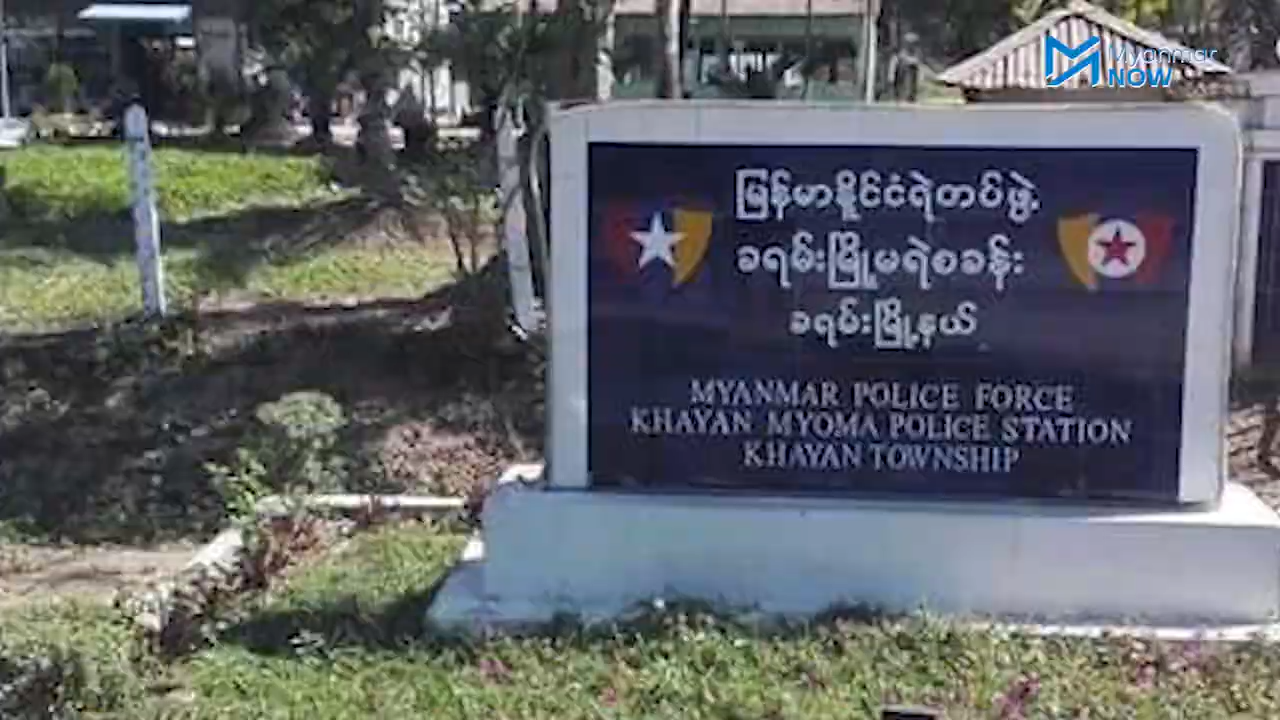 Myanmar
NOW
မြန်မာနိုင်ငံရဲတပ်ဖွဲ့
ခရမ်းမြို့မရဲစခန်း
ခရမ်းမြို့နယ်
MYANMAR POLICE FORCE
KHAYAN MYOMA POLICE STATION
KHAYAN TOWNSHIP